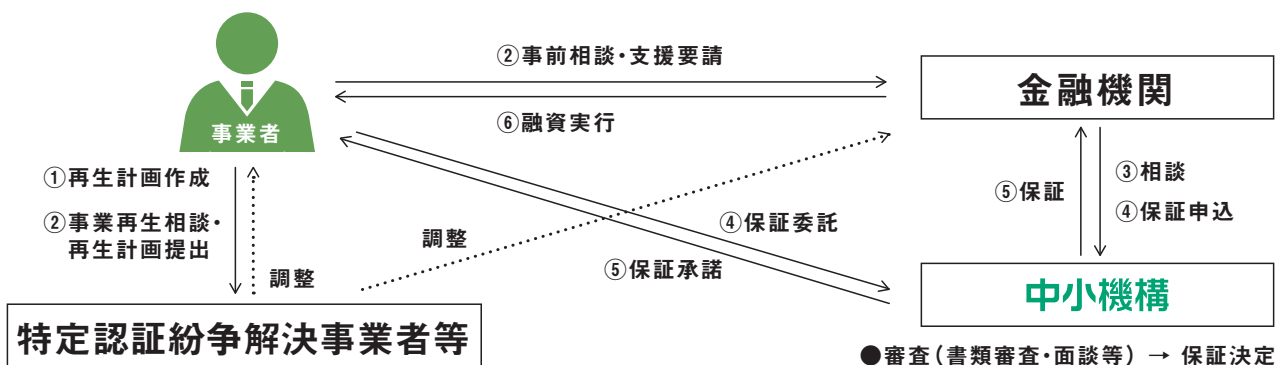 ②事前相談・支援要請
金融機関
事業者
⑥融資実行
①再生計画作成
③相談
⑤保証
②事業再生相談・
再生計画提出
④保証申込
④保証委託
調整
⑤保証承諾
調整
中小機構
特定認証紛争解決事業者等
●審査(書類審査・面談等) → 保証決定